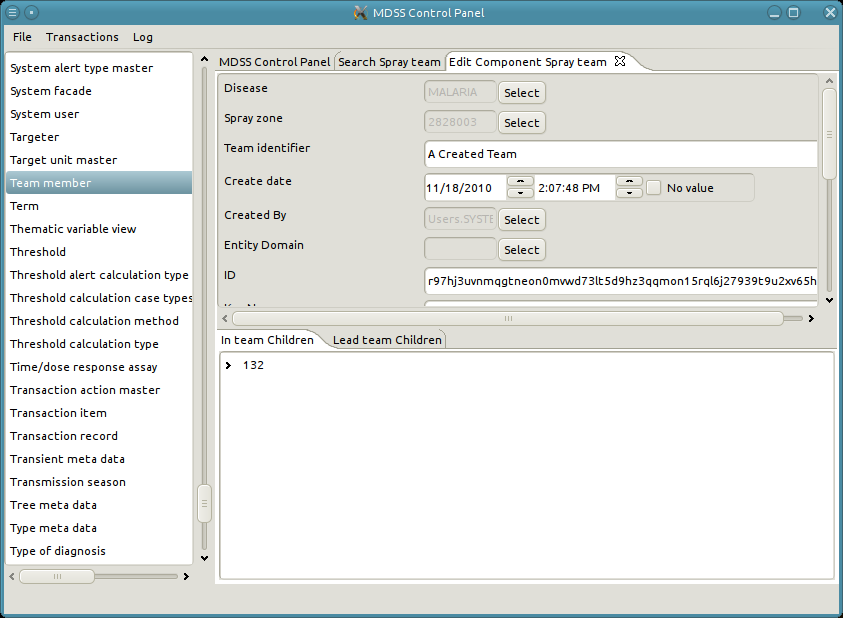 MDSS Control Panel
File Transactions Log
System alert type master
System facade
System user
Targeter
Target unit master
Team member
Term
Thematic variable view
Threshold
Threshold alert calculation type
Threshold calculation case types
Threshold calculation method
Threshold calculation type
Time/dose response assay
Transaction action master
Transaction item
Transaction record
Transient meta data
Transmission season
Tree meta data
Type meta data
Type of diagnosis
MDSS Control Panel Search Spray team Edit Component Spray team
Disease MALARIA Select
Spray zone 2828003 Select
Team identifier A Created Team
Create date 11/18/2010 2:07:48 PM No value
Created By Users.SYSTE Select
Entity Domain Select
ID r97hj3uvnmqgtneon0mvwd73lt5d9hz3qqmon15rql6j27939t9u2xv65h
In team Children Lead team Children
132